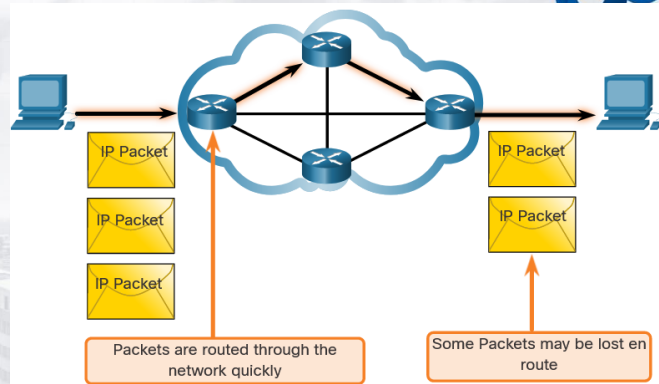 IP Packet
IP Packet
IP Packet
IP Packet
IP Packet
Packets are routed through the
network quickly
Some Packets may be lost en
route